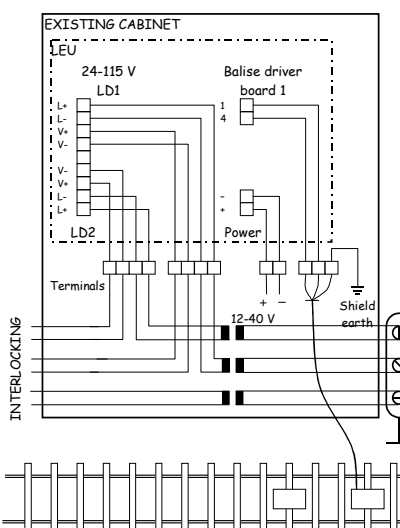 EXISTING CABINET
LEU
24-115 V
LD1
Balise driver
board 1
L+
L-
V+
V-
1
4
V-
V+
L-
L+
-
+
LD2
Power
Terminals
+ −
Shield
earth
12-40 V
INTERLOCKING